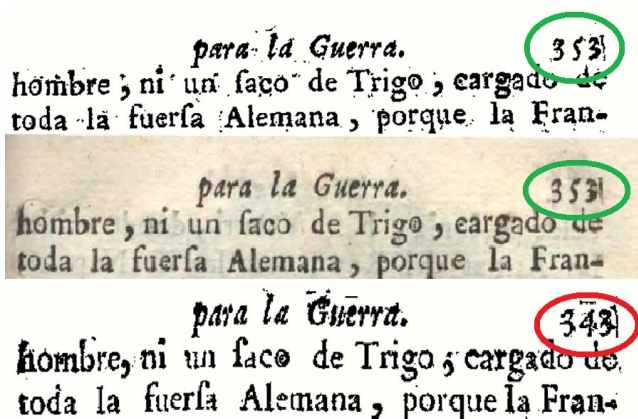 para la Guerra. 353
hombre; ni un ſaco de Trigo, cargado de
toda la fuerſa Alemana, porque la Fran-
para la Guerra. 353
hombre, ni un ſaco de Trigo, cargado de
toda la fuerſa Alemana, porque la Fran-
para la Guerra. 343
hombre, ni un ſaco de Trigo, cargado de
toda la fuerſa Alemana, porque la Fran-